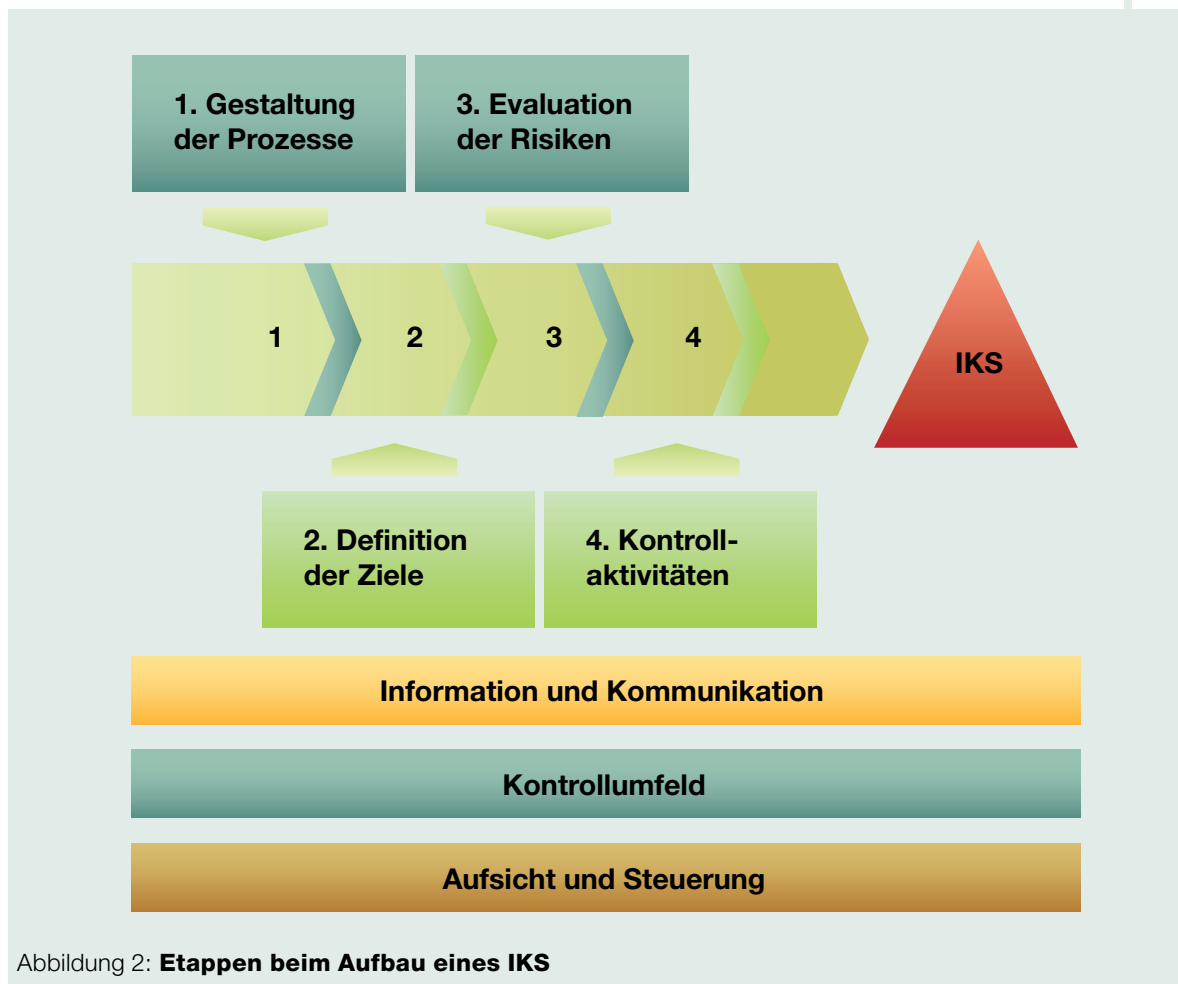 1. Gestaltung
der Prozesse
3. Evaluation
der Risiken
1
2
3
4
IKS
2. Definition
der Ziele
4. Kontroll-
aktivitäten
Information und Kommunikation
Kontrollumfeld
Aufsicht und Steuerung
Abbildung 2: Etappen beim Aufbau eines IKS